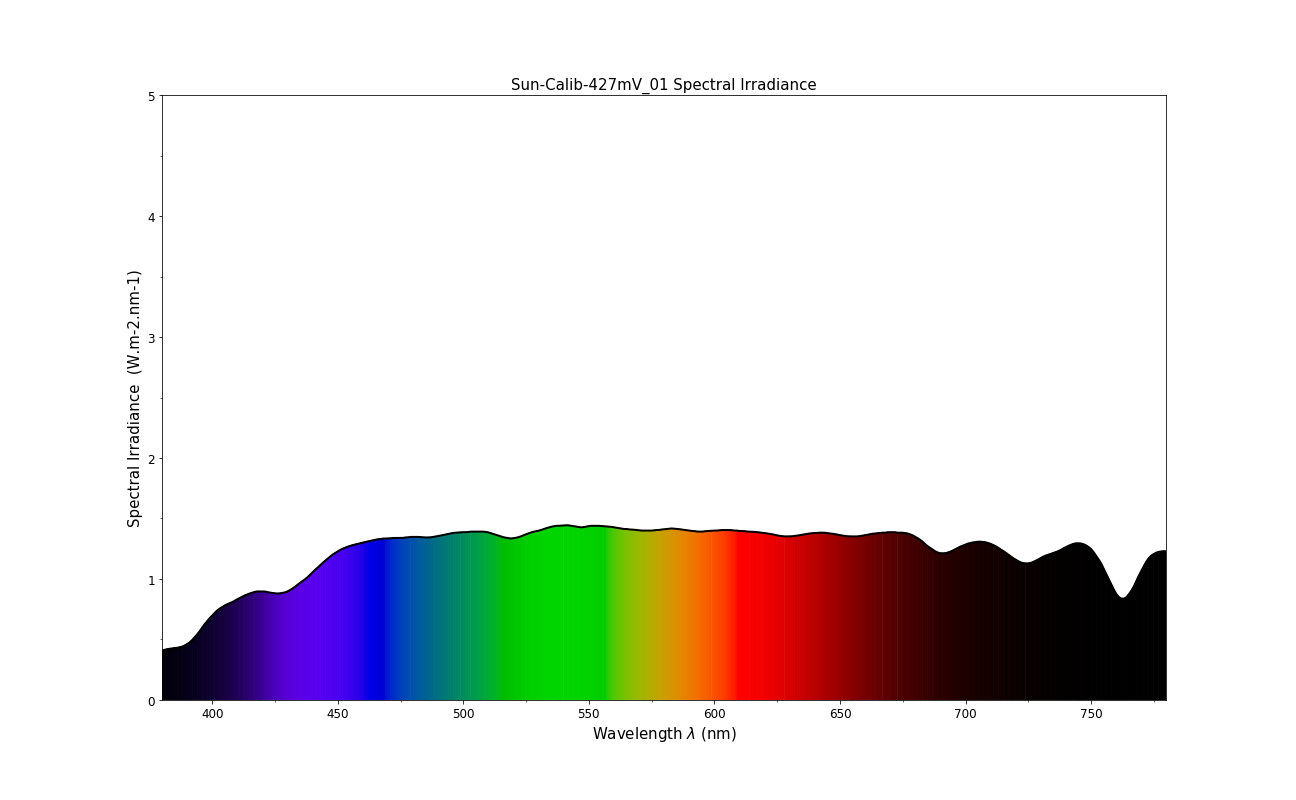 Sun-Calib-427mV_01 Spectral Irradiance
5
4
3
2
1
0
Spectral Irradiance (W.m-2.nm-1)
400 450 500 550 600 650 700 750
Wavelength λ (nm)